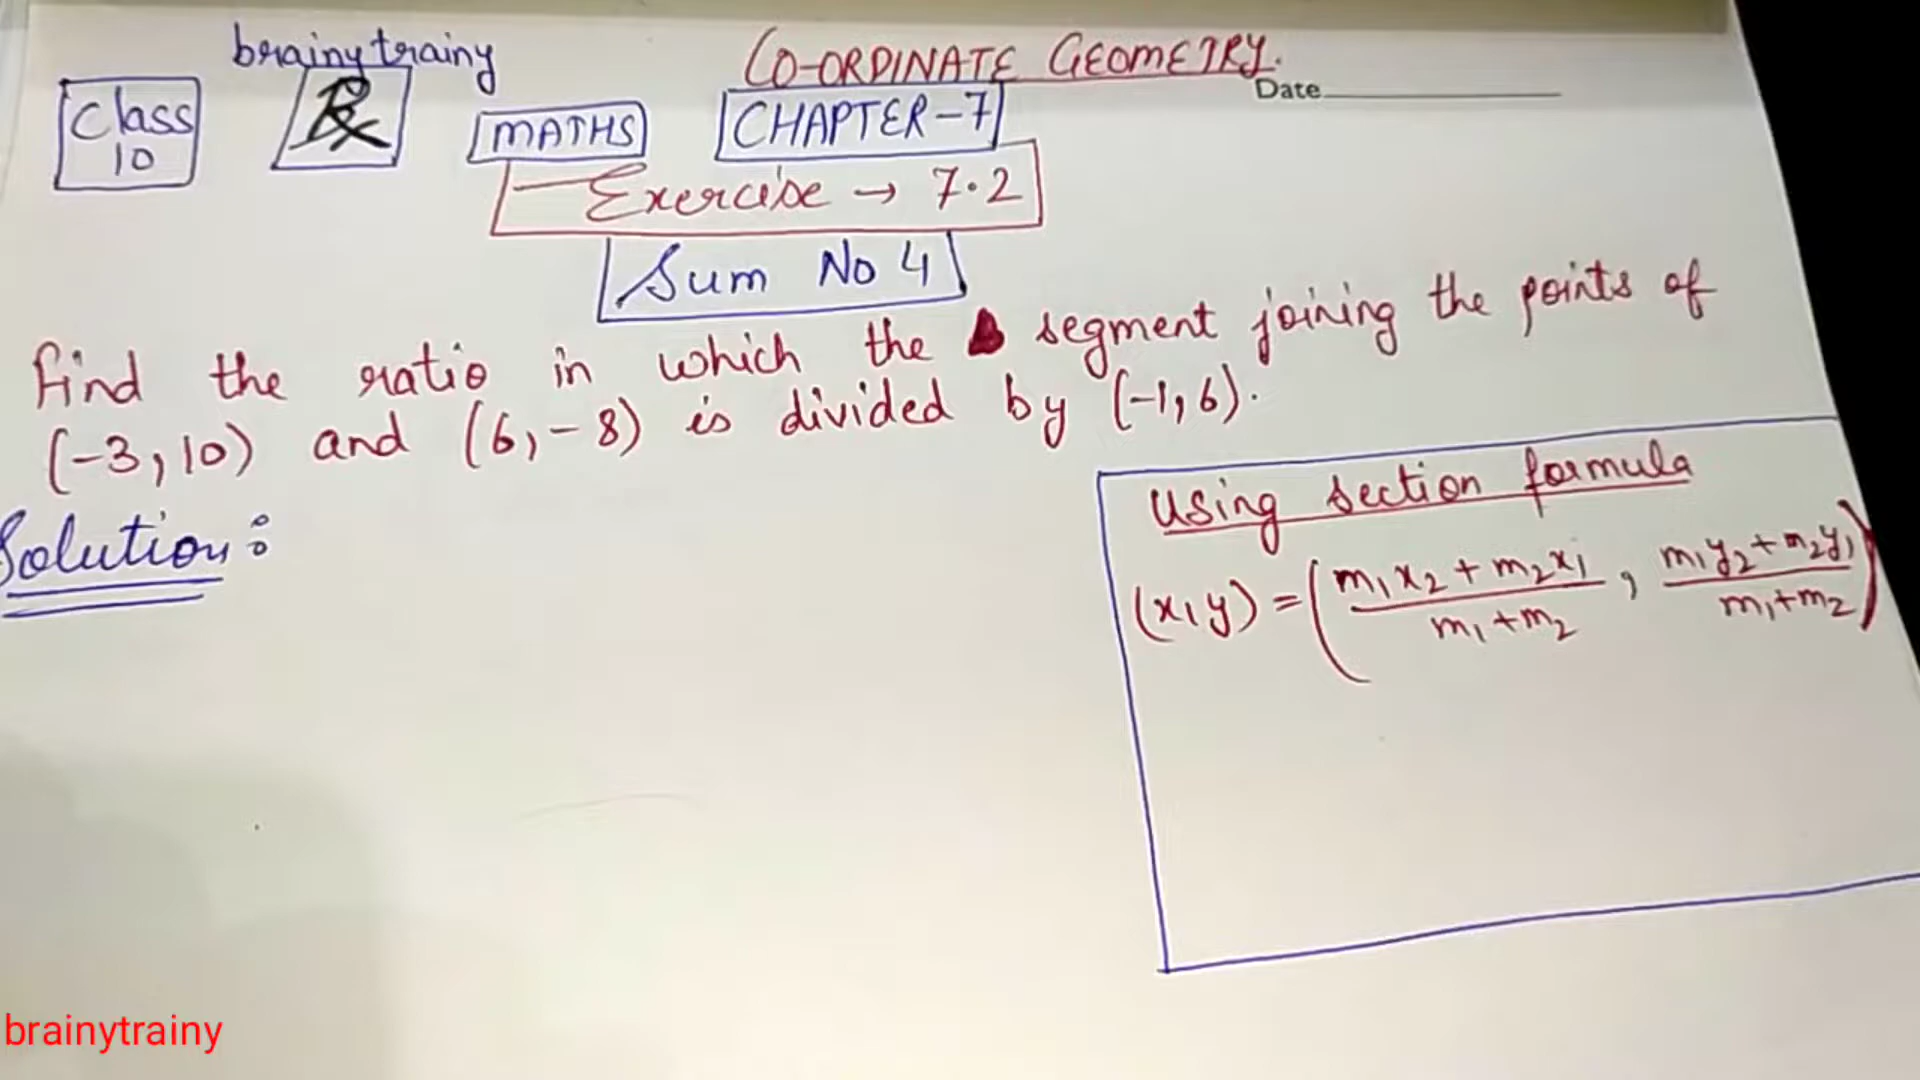 brainy trainy
CO-ORDINATE GEOMETRY.
Date
Class
10
MATHS
CHAPTER-7
Exercise → 7.2
Sum No 4
Find the ratio in which the segment joining the points of
(-3,10) and (6,-8) is divided by (-1,6).
Solution:
Using section formula
(x,y) = (m₁x₂ + m₂x₁ / m₁ + m₂ , m₁y₂ + m₂y₁ / m₁ + m₂)
brainytrainy